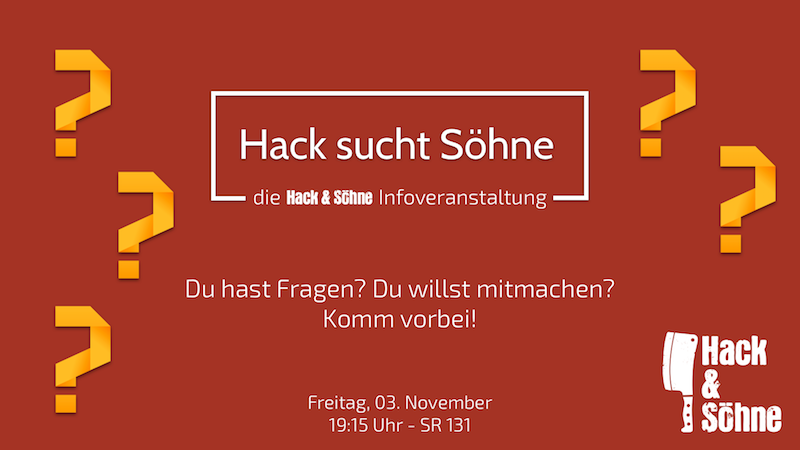 Hack sucht Söhne
die Hack & Söhne Infoveranstaltung
Du hast Fragen? Du willst mitmachen?
Komm vorbei!
Freitag, 03. November
19:15 Uhr - SR 131
Hack
&
Söhne